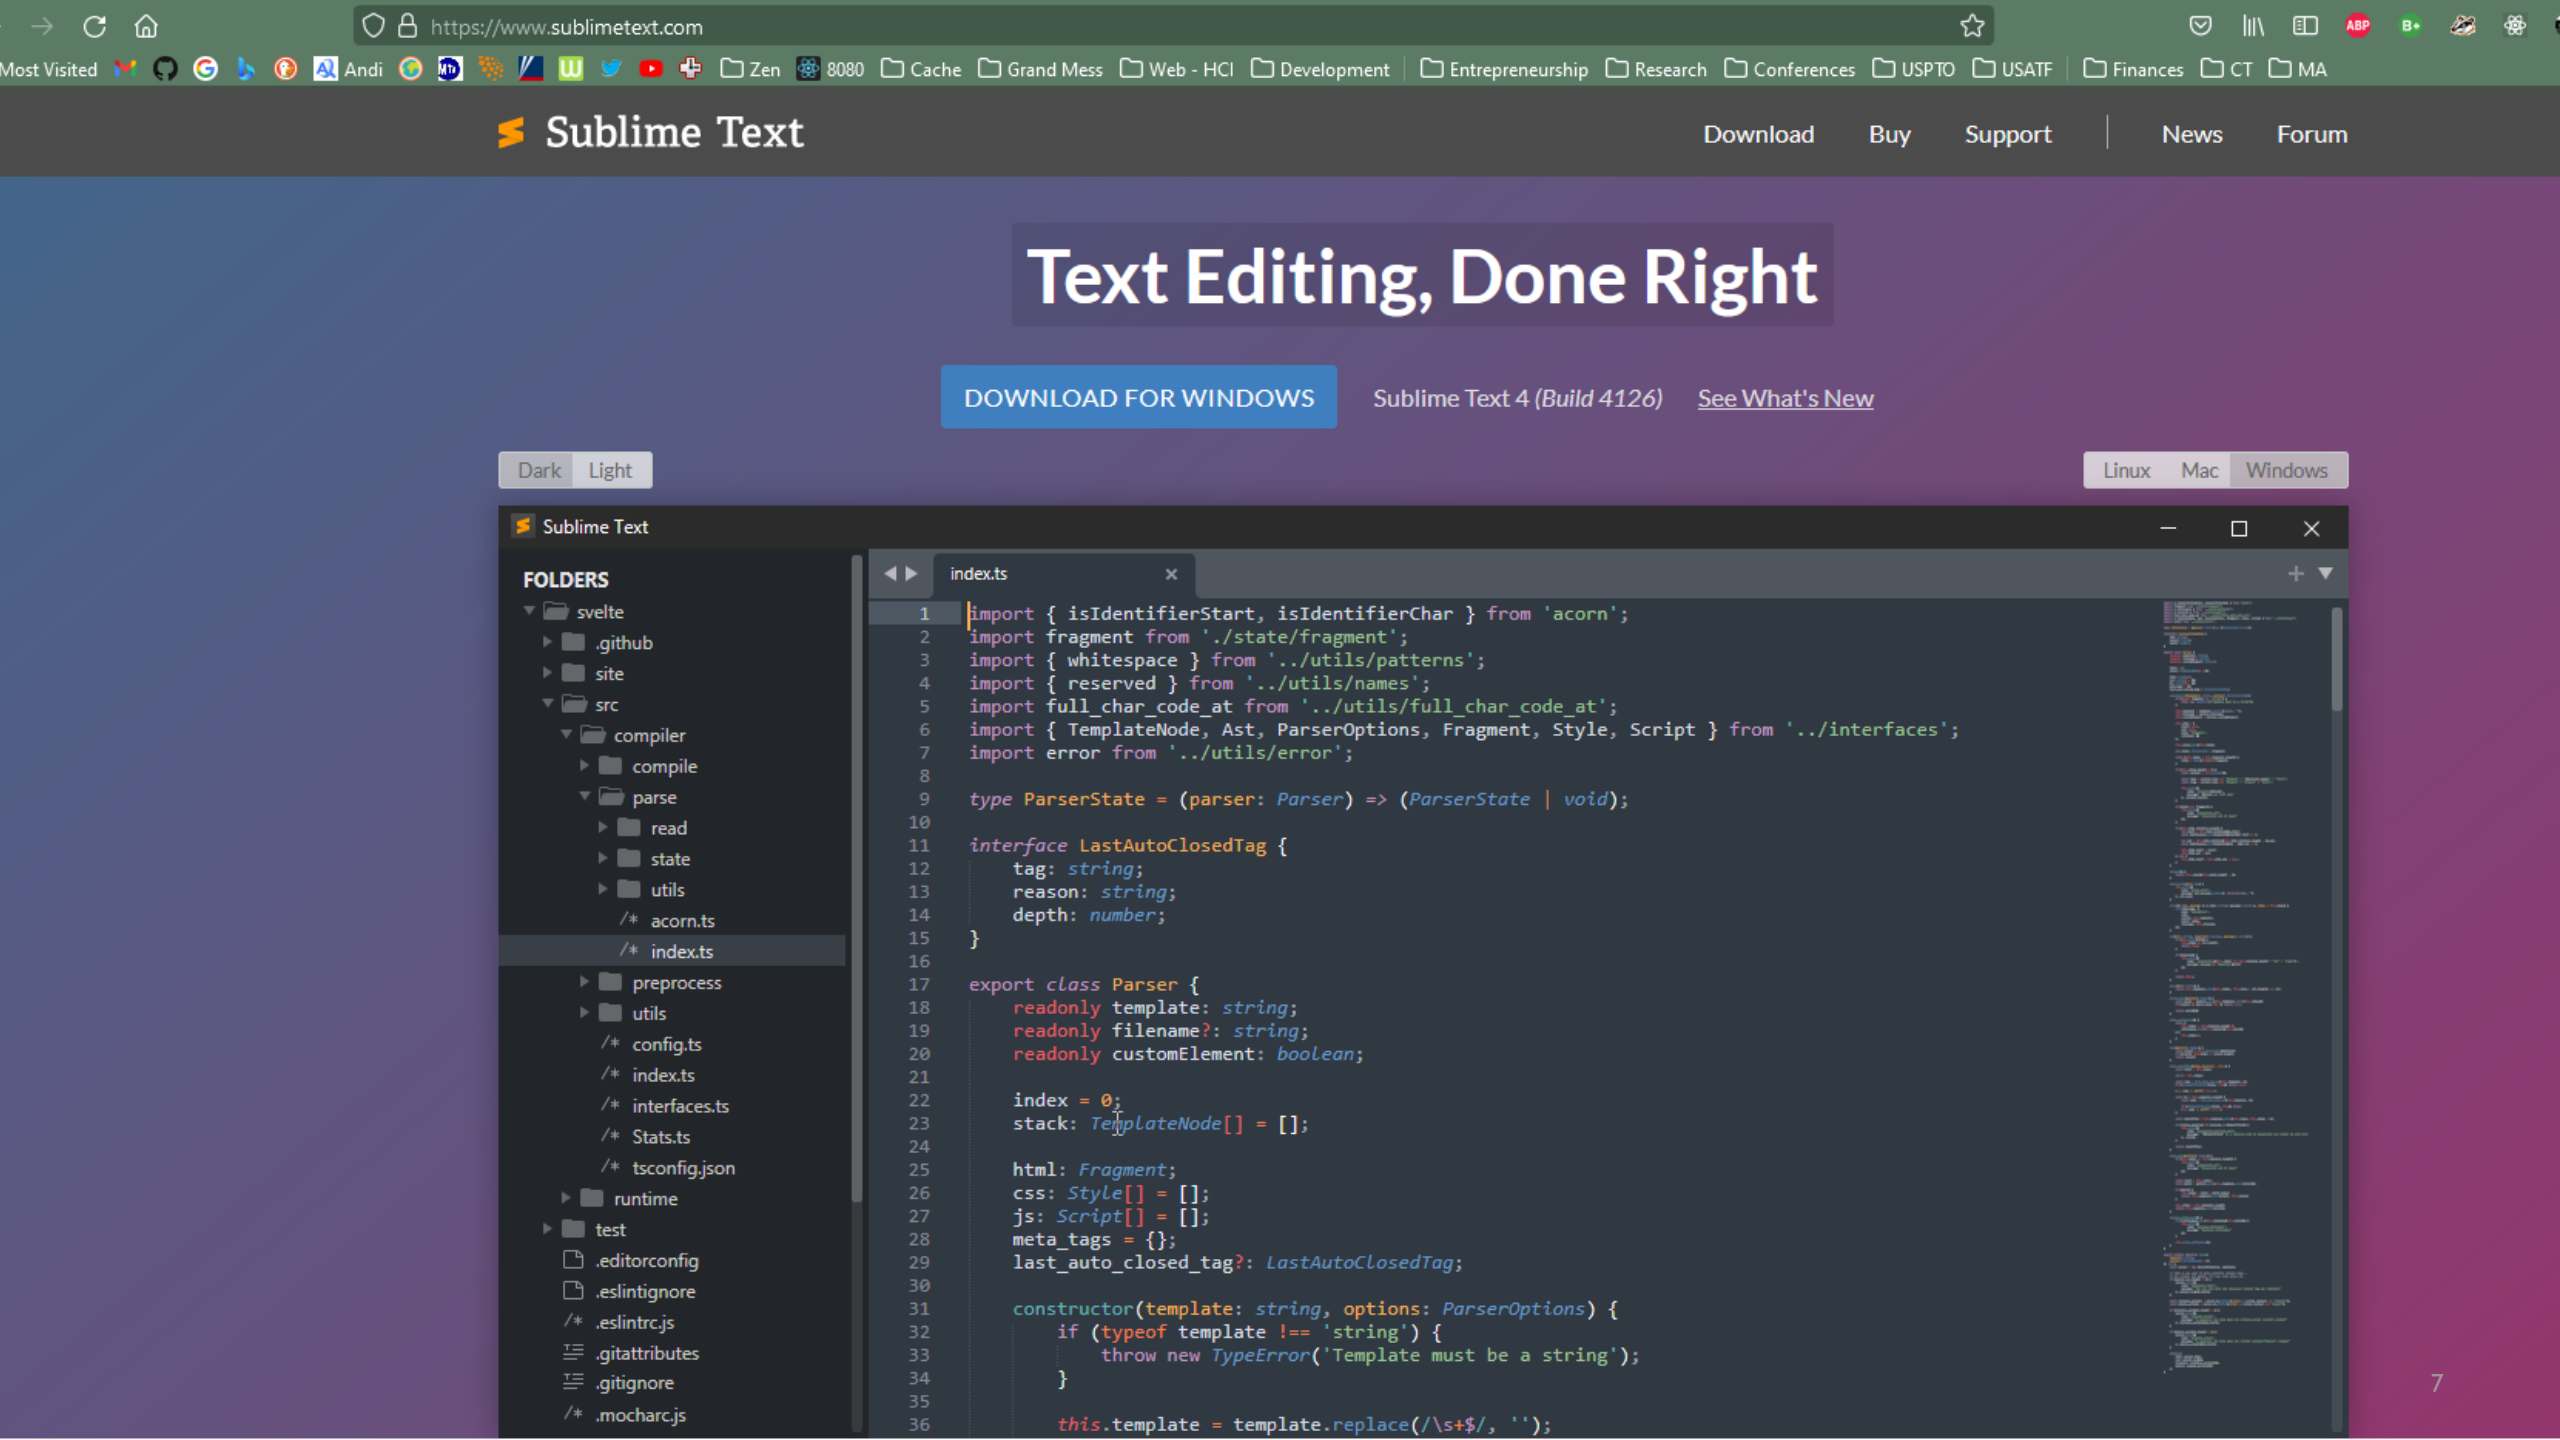 https://www.sublimetext.com
Most Visited Andi Zen 8080 Cache Grand Mess Web - HCI Development Entrepreneurship Research Conferences USPTO USATF Finances CT MA
Sublime Text
Download Buy Support News Forum
Text Editing, Done Right
DOWNLOAD FOR WINDOWS Sublime Text 4 (Build 4126) See What's New
Dark Light
Linux Mac Windows
Sublime Text
FOLDERS
svelte
.github
site
src
compiler
compile
parse
read
state
utils
/* acorn.ts
/* index.ts
preprocess
utils
/* config.ts
/* index.ts
/* interfaces.ts
/* Stats.ts
/* tsconfig.json
runtime
test
.editorconfig
.eslintignore
/* .eslintrc.js
.gitattributes
.gitignore
/* .mocharc.js
index.ts
1 import { isIdentifierStart, isIdentifierChar } from 'acorn';
2 import fragment from './state/fragment';
3 import { whitespace } from '../utils/patterns';
4 import { reserved } from '../utils/names';
5 import full_char_code_at from '../utils/full_char_code_at';
6 import { TemplateNode, Ast, ParserOptions, Fragment, Style, Script } from '../interfaces';
7 import error from '../utils/error';
8
9 type ParserState = (parser: Parser) => (ParserState | void);
10
11 interface LastAutoClosedTag {
12 tag: string;
13 reason: string;
14 depth: number;
15 }
16
17 export class Parser {
18 readonly template: string;
19 readonly filename?: string;
20 readonly customElement: boolean;
21
22 index = 0;
23 stack: TemplateNode[] = [];
24
25 html: Fragment;
26 css: Style[] = [];
27 js: Script[] = [];
28 meta_tags = {};
29 last_auto_closed_tag?: LastAutoClosedTag;
30
31 constructor(template: string, options: ParserOptions) {
32 if (typeof template !== 'string') {
33 throw new TypeError('Template must be a string');
34 }
35
36 this.template = template.replace(/\s+$/, '');
ABP
B+
7